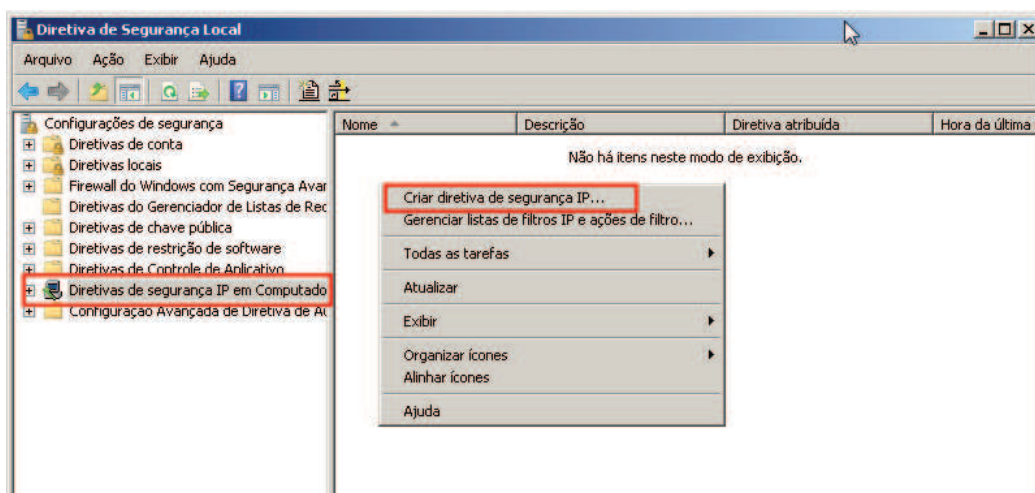 Diretiva de Segurança Local
Arquivo Ação Exibir Ajuda
Configurações de segurança
Diretivas de conta
Diretivas locais
Firewall do Windows com Segurança Avar
Diretivas do Gerenciador de Listas de Rec
Diretivas de chave pública
Diretivas de restrição de software
Diretivas de Controle de Aplicativo
Diretivas de segurança IP em Computado
Configuração Avançada de Diretiva de Au
Nome Descrição Diretiva atribuída Hora da última
Não há itens neste modo de exibição.
Criar diretiva de segurança IP...
Gerenciar listas de filtros IP e ações de filtro...
Todas as tarefas
Atualizar
Exibir
Organizar ícones
Alinhar ícones
Ajuda